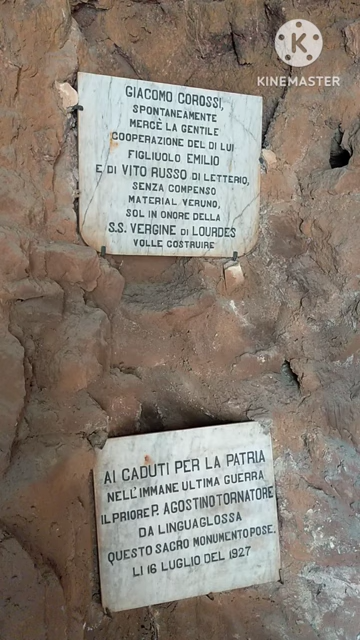 K
KINEMASTER
GIACOMO COROSSI,
SPONTANEAMENTE
MERCÈ LA GENTILE
COOPERAZIONE DEL DI LUI
FIGLIUOLO EMILIO
E DI VITO RUSSO DI LETTERIO,
SENZA COMPENSO
MATERIAL VERUNO,
SOL IN ONORE DELLA
S.S. VERGINE DI LOURDES
VOLLE COSTRUIRE
AI CADUTI PER LA PATRIA
NELL'IMMANE ULTIMA GUERRA
IL PRIORE P. AGOSTINO TORNATORE
DA LINGUAGLOSSA
QUESTO SACRO MONUMENTO POSE.
LI 16 LUGLIO DEL 1927